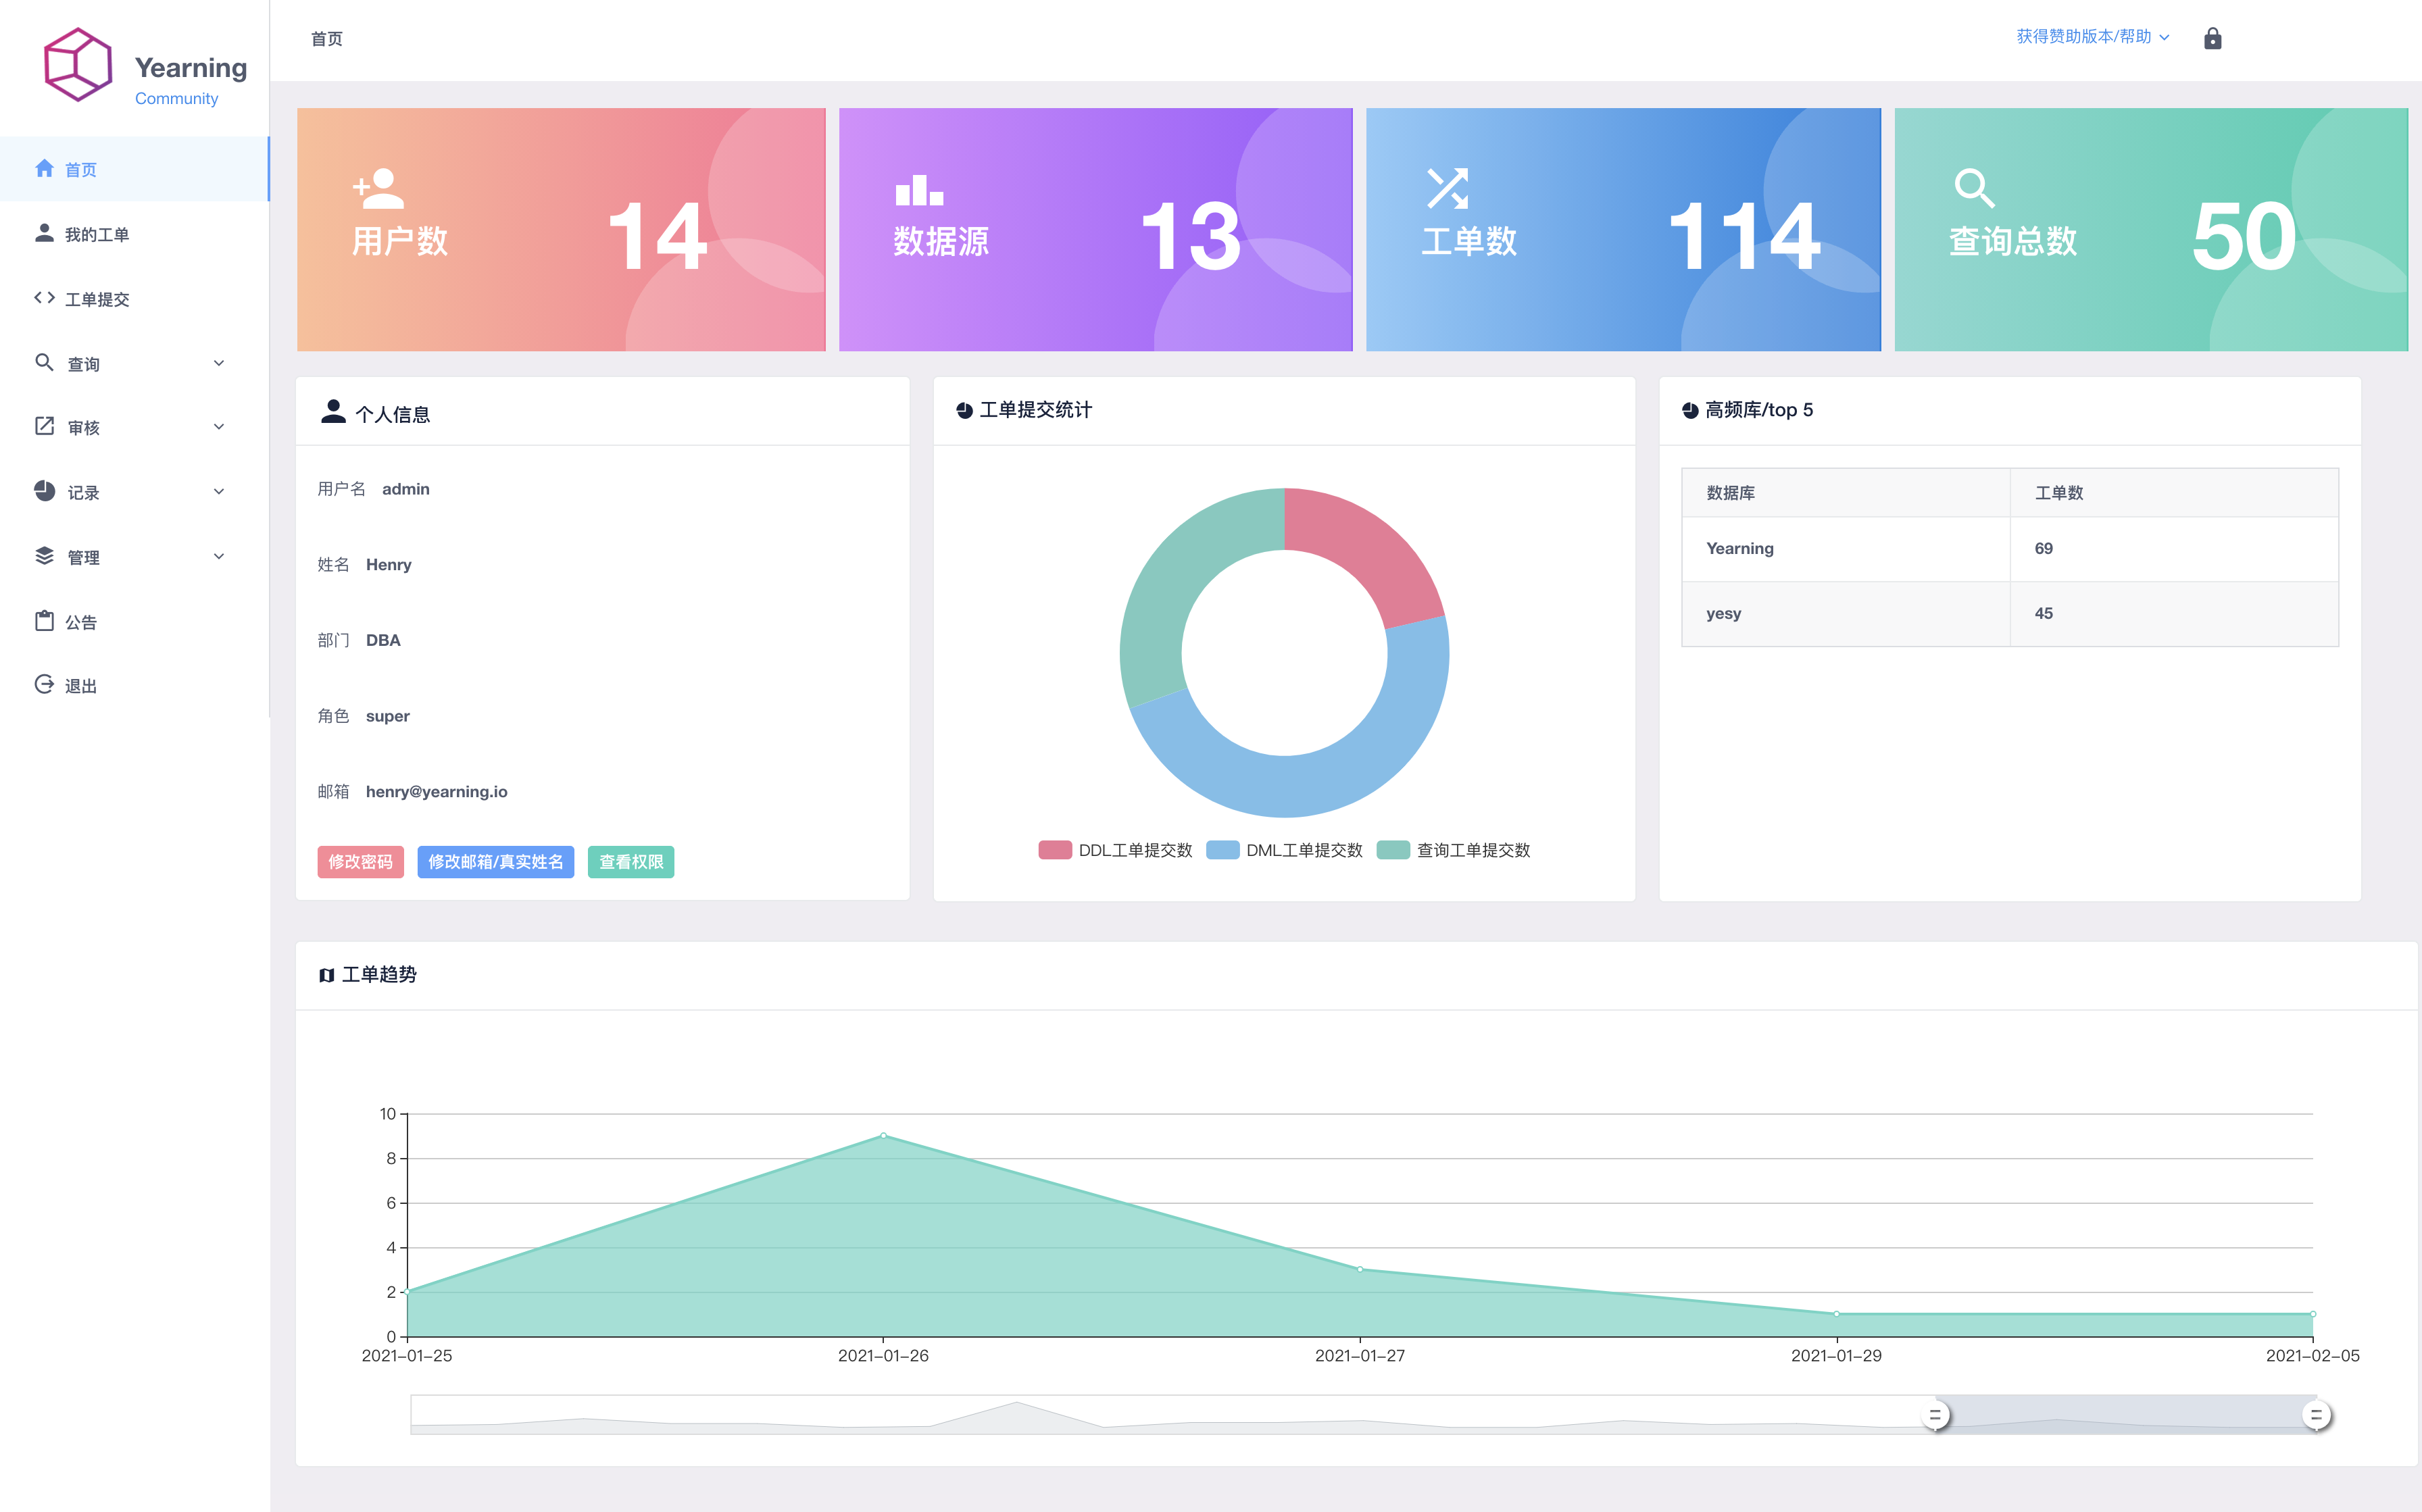 Yearning
Community
首页
我的工单
工单提交
查询
审核
记录
管理
公告
退出
首页
获得赞助版本/帮助
用户数 14
数据源 13
工单数 114
查询总数 50
个人信息
用户名 admin
姓名 Henry
部门 DBA
角色 super
邮箱 henry@yearning.io
修改密码 修改邮箱/真实姓名 查看权限
工单提交统计
DDL工单提交数 DML工单提交数 查询工单提交数
高频库/top 5
数据库 工单数
Yearning 69
yesy 45
工单趋势
10
8
6
4
2
0
2021-01-25 2021-01-26 2021-01-27 2021-01-29 2021-02-05